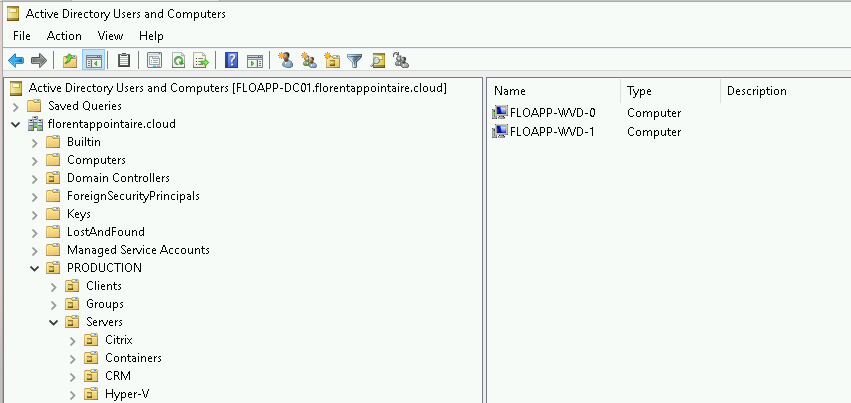 Active Directory Users and Computers
File Action View Help
Active Directory Users and Computers [FLOAPP-DC01.florentappointaire.cloud]
Saved Queries
florentappointaire.cloud
Builtin
Computers
Domain Controllers
ForeignSecurityPrincipals
Keys
LostAndFound
Managed Service Accounts
PRODUCTION
Clients
Groups
Servers
Citrix
Containers
CRM
Hyper-V
Name Type Description
FLOAPP-WVD-0 Computer
FLOAPP-WVD-1 Computer